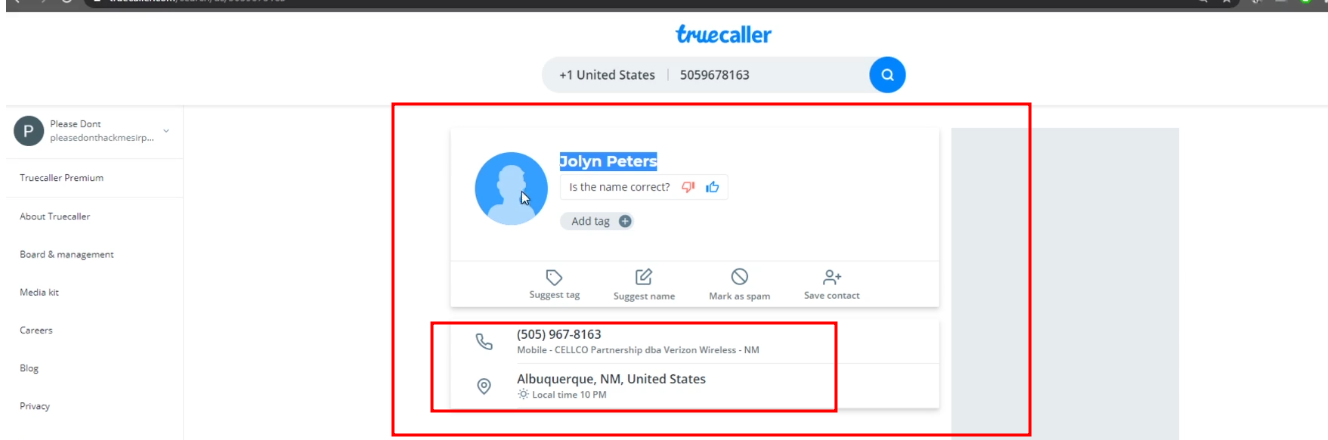 truecaller
+1 United States | 5059678163
P
Please Dont
pleasedonthackmesirp...
Truecaller Premium
About Truecaller
Board & management
Media kit
Careers
Blog
Privacy
Jolyn Peters
Is the name correct?
Add tag
Suggest tag
Suggest name
Mark as spam
Save contact
(505) 967-8163
Mobile - CELLCO Partnership dba Verizon Wireless - NM
Albuquerque, NM, United States
Local time 10 PM